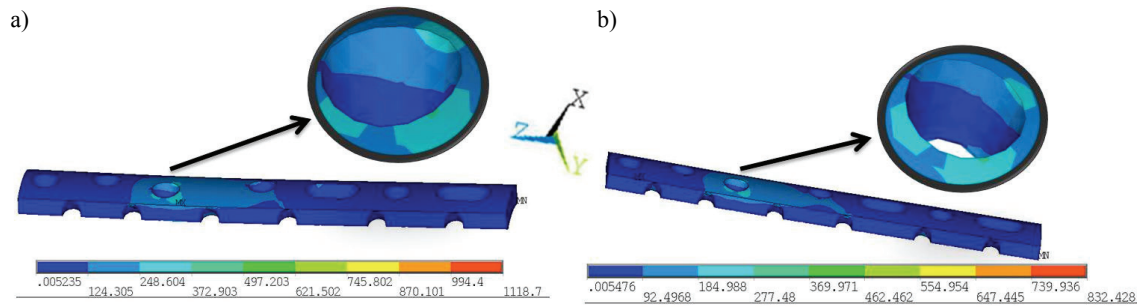 a)
b)
X
Z
Y
MX
MN
MN
.005235 248.604 497.203 745.802 994.4
124.305 372.903 621.502 870.101 1118.7
.005476 184.988 369.971 554.954 739.936
92.4968 277.48 462.462 647.445 832.428